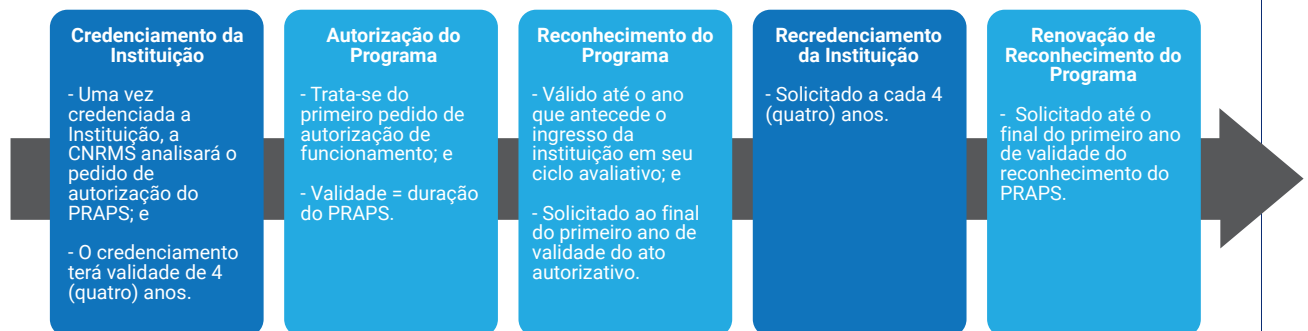 Credenciamento da
Instituição
- Uma vez
credenciada a
Instituição, a
CNRMS analisará o
pedido de
autorização do
PRAPS; e
- O credenciamento
terá validade de 4
(quatro) anos.
Autorização do
Programa
- Trata-se do
primeiro pedido de
autorização de
funcionamento; e
- Validade = duração
do PRAPS.
Reconhecimento do
Programa
- Válido até o ano
que antecede o
ingresso da
instituição em seu
ciclo avaliativo; e
- Solicitado ao final
do primeiro ano de
validade do ato
autorizativo.
Recredenciamento
da Instituição
- Solicitado a cada 4
(quatro) anos.
Renovação de
Reconhecimento do
Programa
- Solicitado até o
final do primeiro ano
de validade do
reconhecimento do
PRAPS.